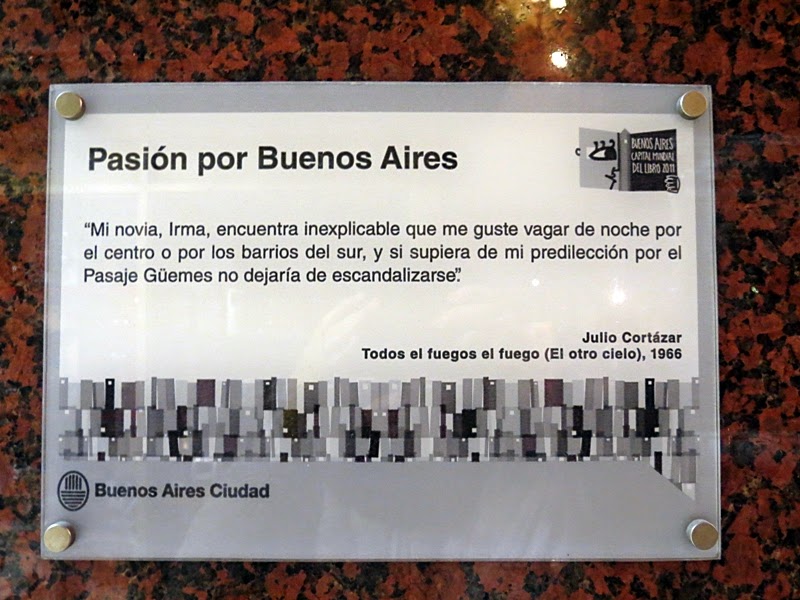 Pasión por Buenos Aires
BUENOS AIRES
CAPITAL MUNDIAL
DEL LIBRO 2011
“Mi novia, Irma, encuentra inexplicable que me guste vagar de noche por
el centro o por los barrios del sur, y si supiera de mi predilección por el
Pasaje Güemes no dejaría de escandalizarse”.
Julio Cortázar
Todos el fuegos el fuego (El otro cielo), 1966
Buenos Aires Ciudad